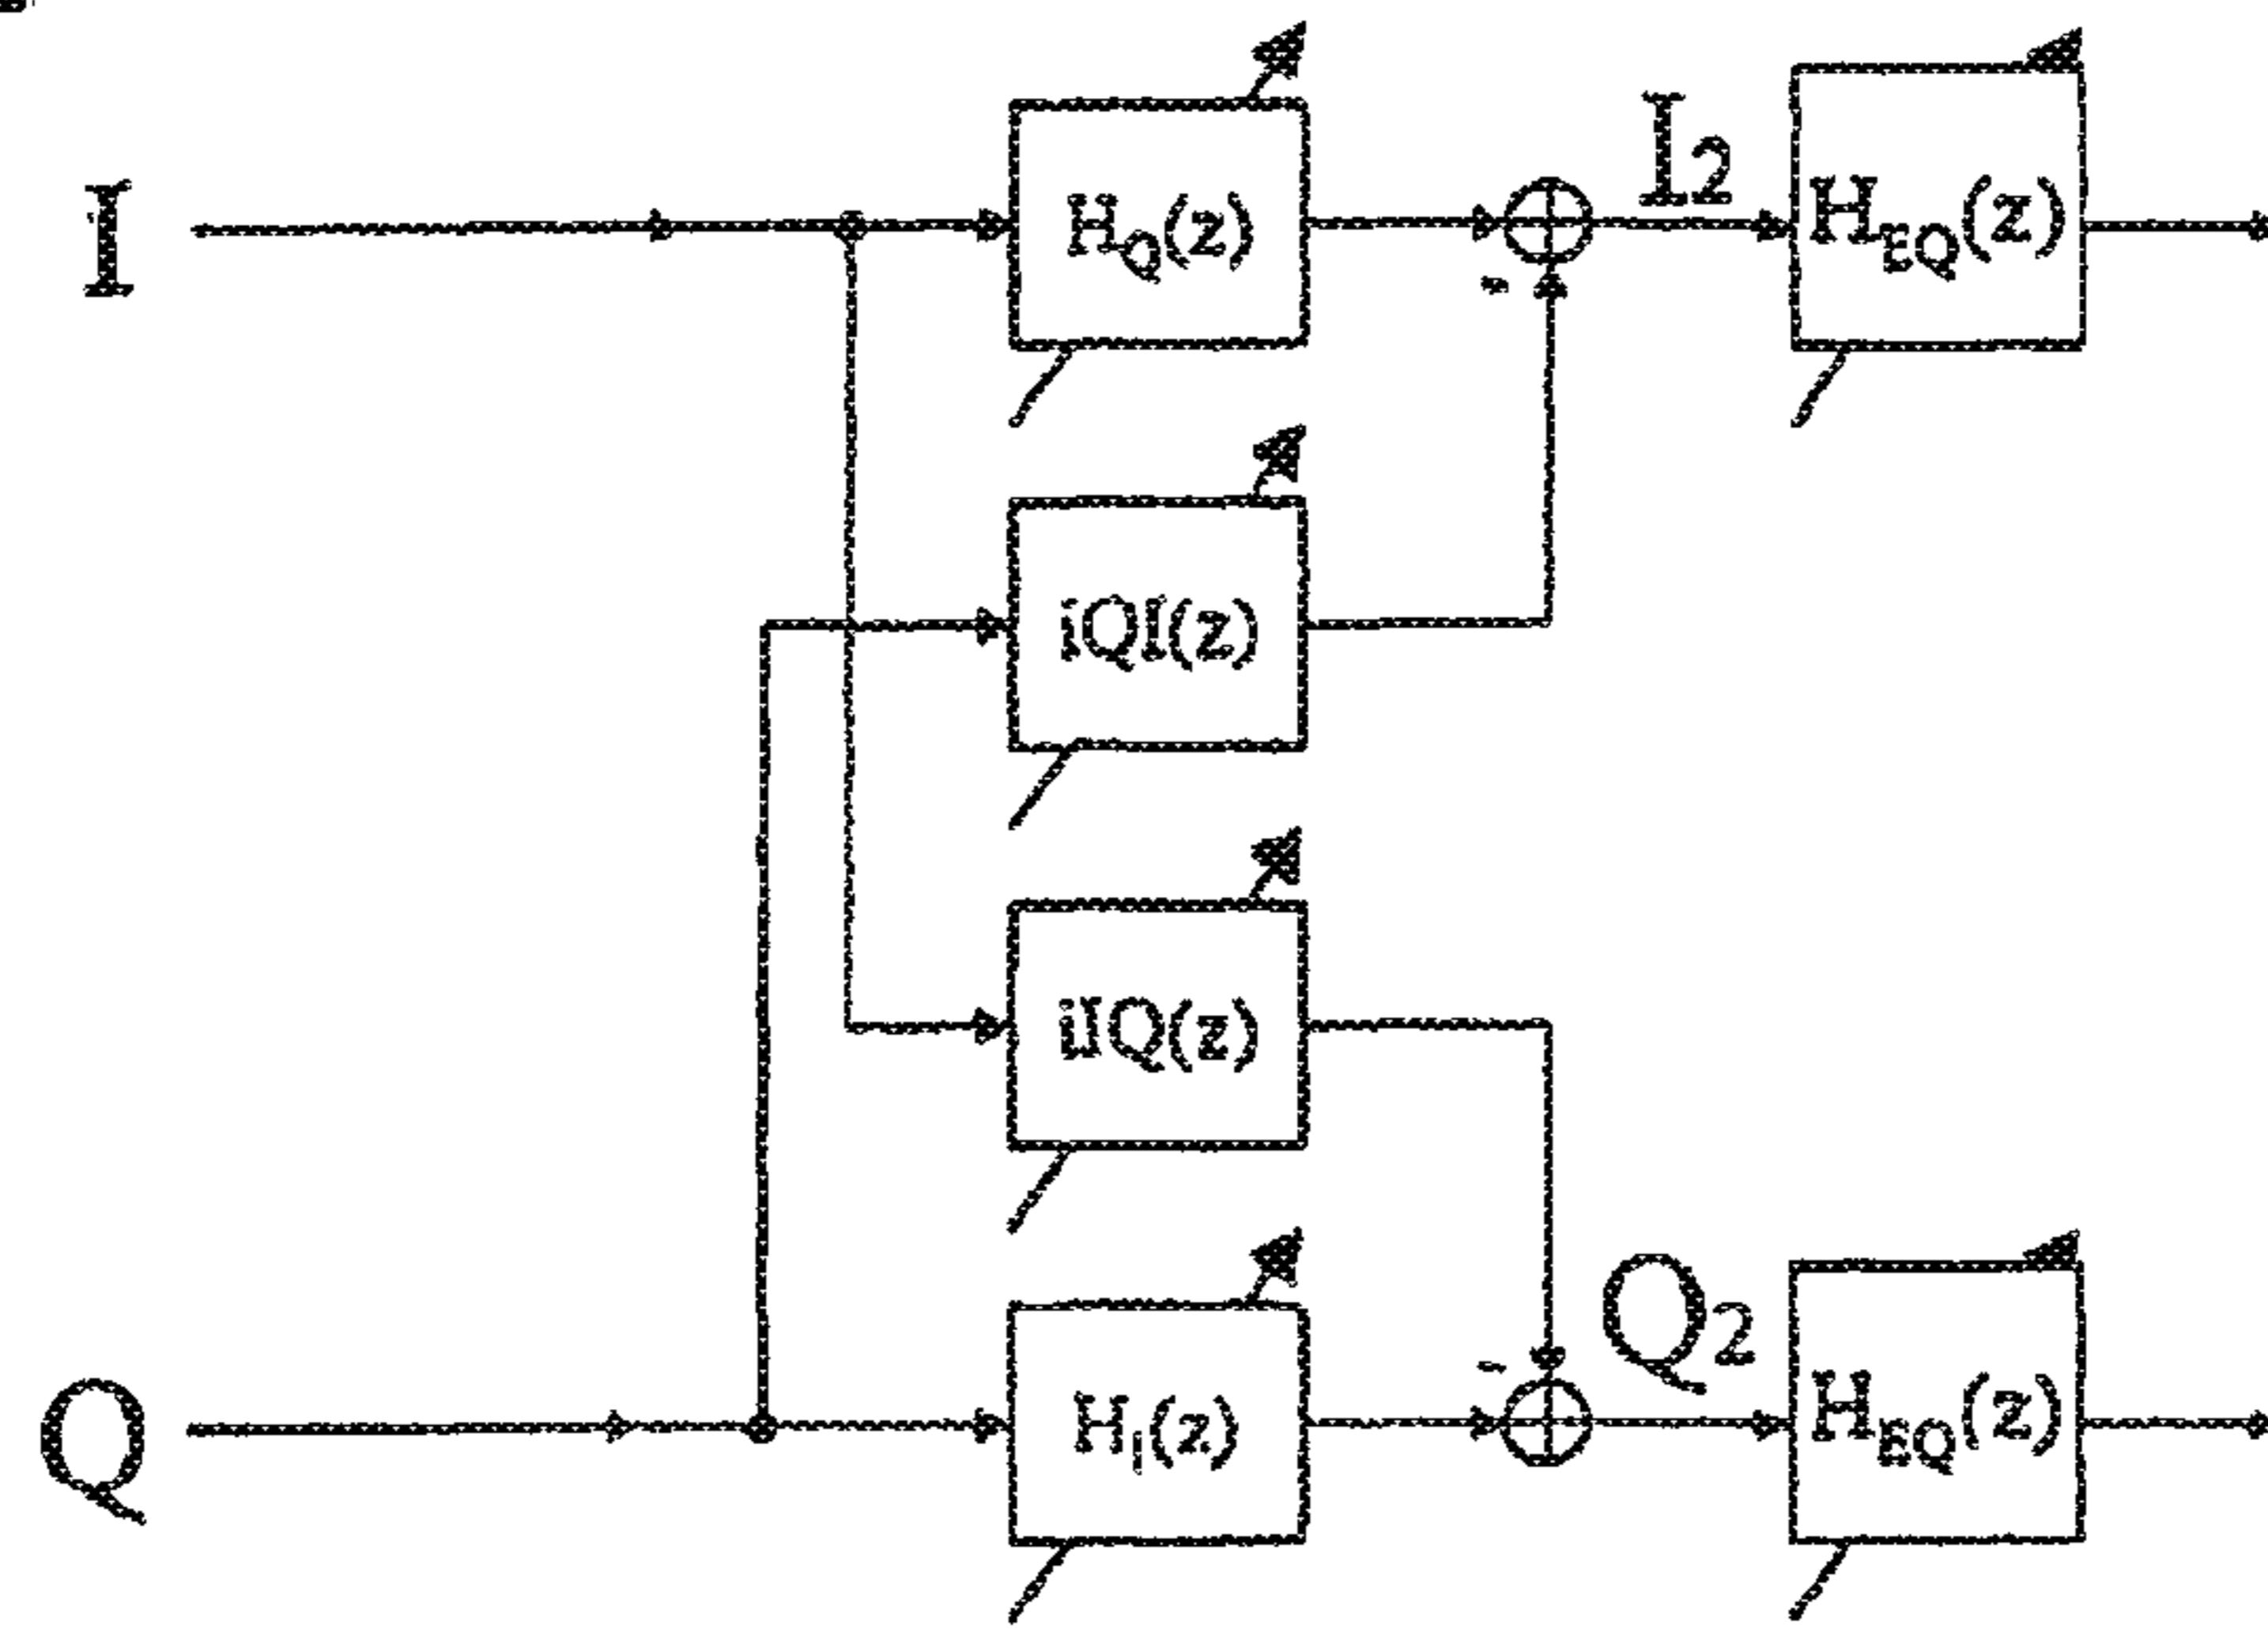 I
H_Q(z)
I₂
H_EQ(z)
-
iQI(z)
iIQ(z)
Q
H_I(z)
-
Q₂
H_EQ(z)